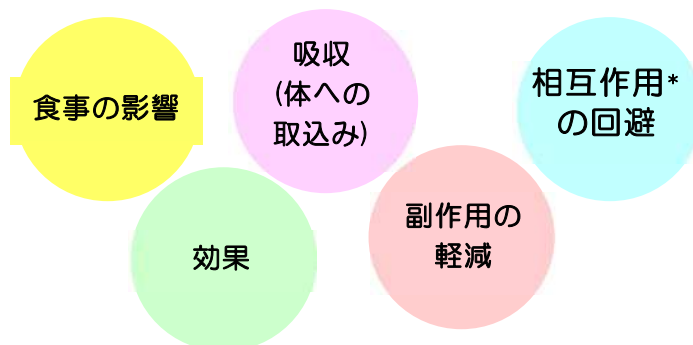 食事の影響
吸収
(体への
取込み)
相互作用*
の回避
効果
副作用の
軽減